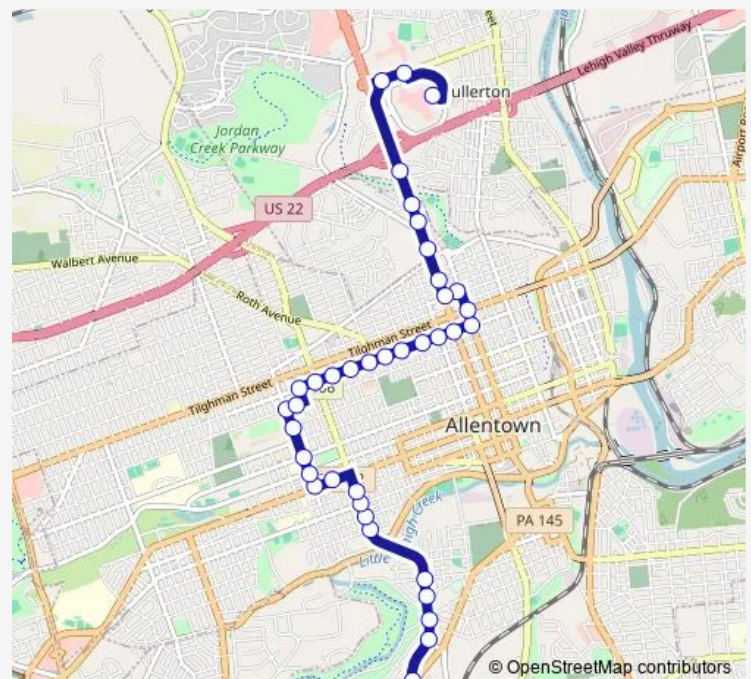 ullerton
Lehigh Valley Thruway
Jordan
Creek Parkway
Airport
US 22
Walbert Avenue
Roth Avenue
Tilghman Street
Tilghman Street
Allentown
PA 145
Little
high Creek
© OpenStreetMap contributors